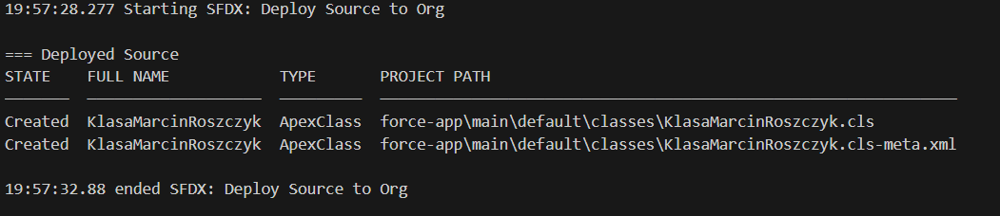 19:57:28.277 Starting SFDX: Deploy Source to Org
=== Deployed Source
STATE FULL NAME TYPE PROJECT PATH
Created KlasaMarcinRoszczyk ApexClass force-app\main\default\classes\KlasaMarcinRoszczyk.cls
Created KlasaMarcinRoszczyk ApexClass force-app\main\default\classes\KlasaMarcinRoszczyk.cls-meta.xml
19:57:32.88 ended SFDX: Deploy Source to Org